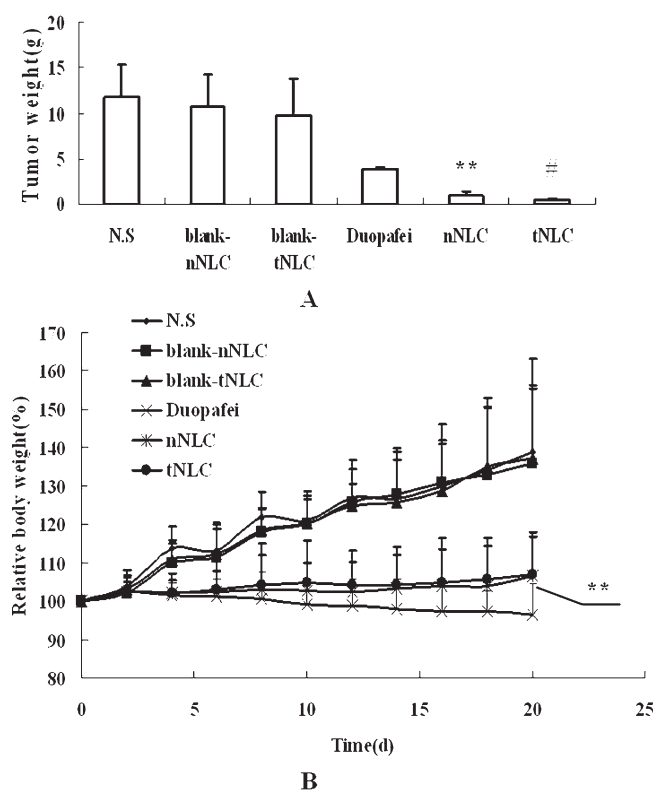 Tumor weight(g)
20
15
10
5
0
**
#
N.S
blank-
nNLC
blank-
tNLC
Duopafei
nNLC
tNLC
A
N.S
blank-nNLC
blank-tNLC
Duopafei
nNLC
tNLC
Relative body weight(%)
170
160
150
140
130
120
110
100
90
80
**
0
5
10
15
20
25
Time(d)
B